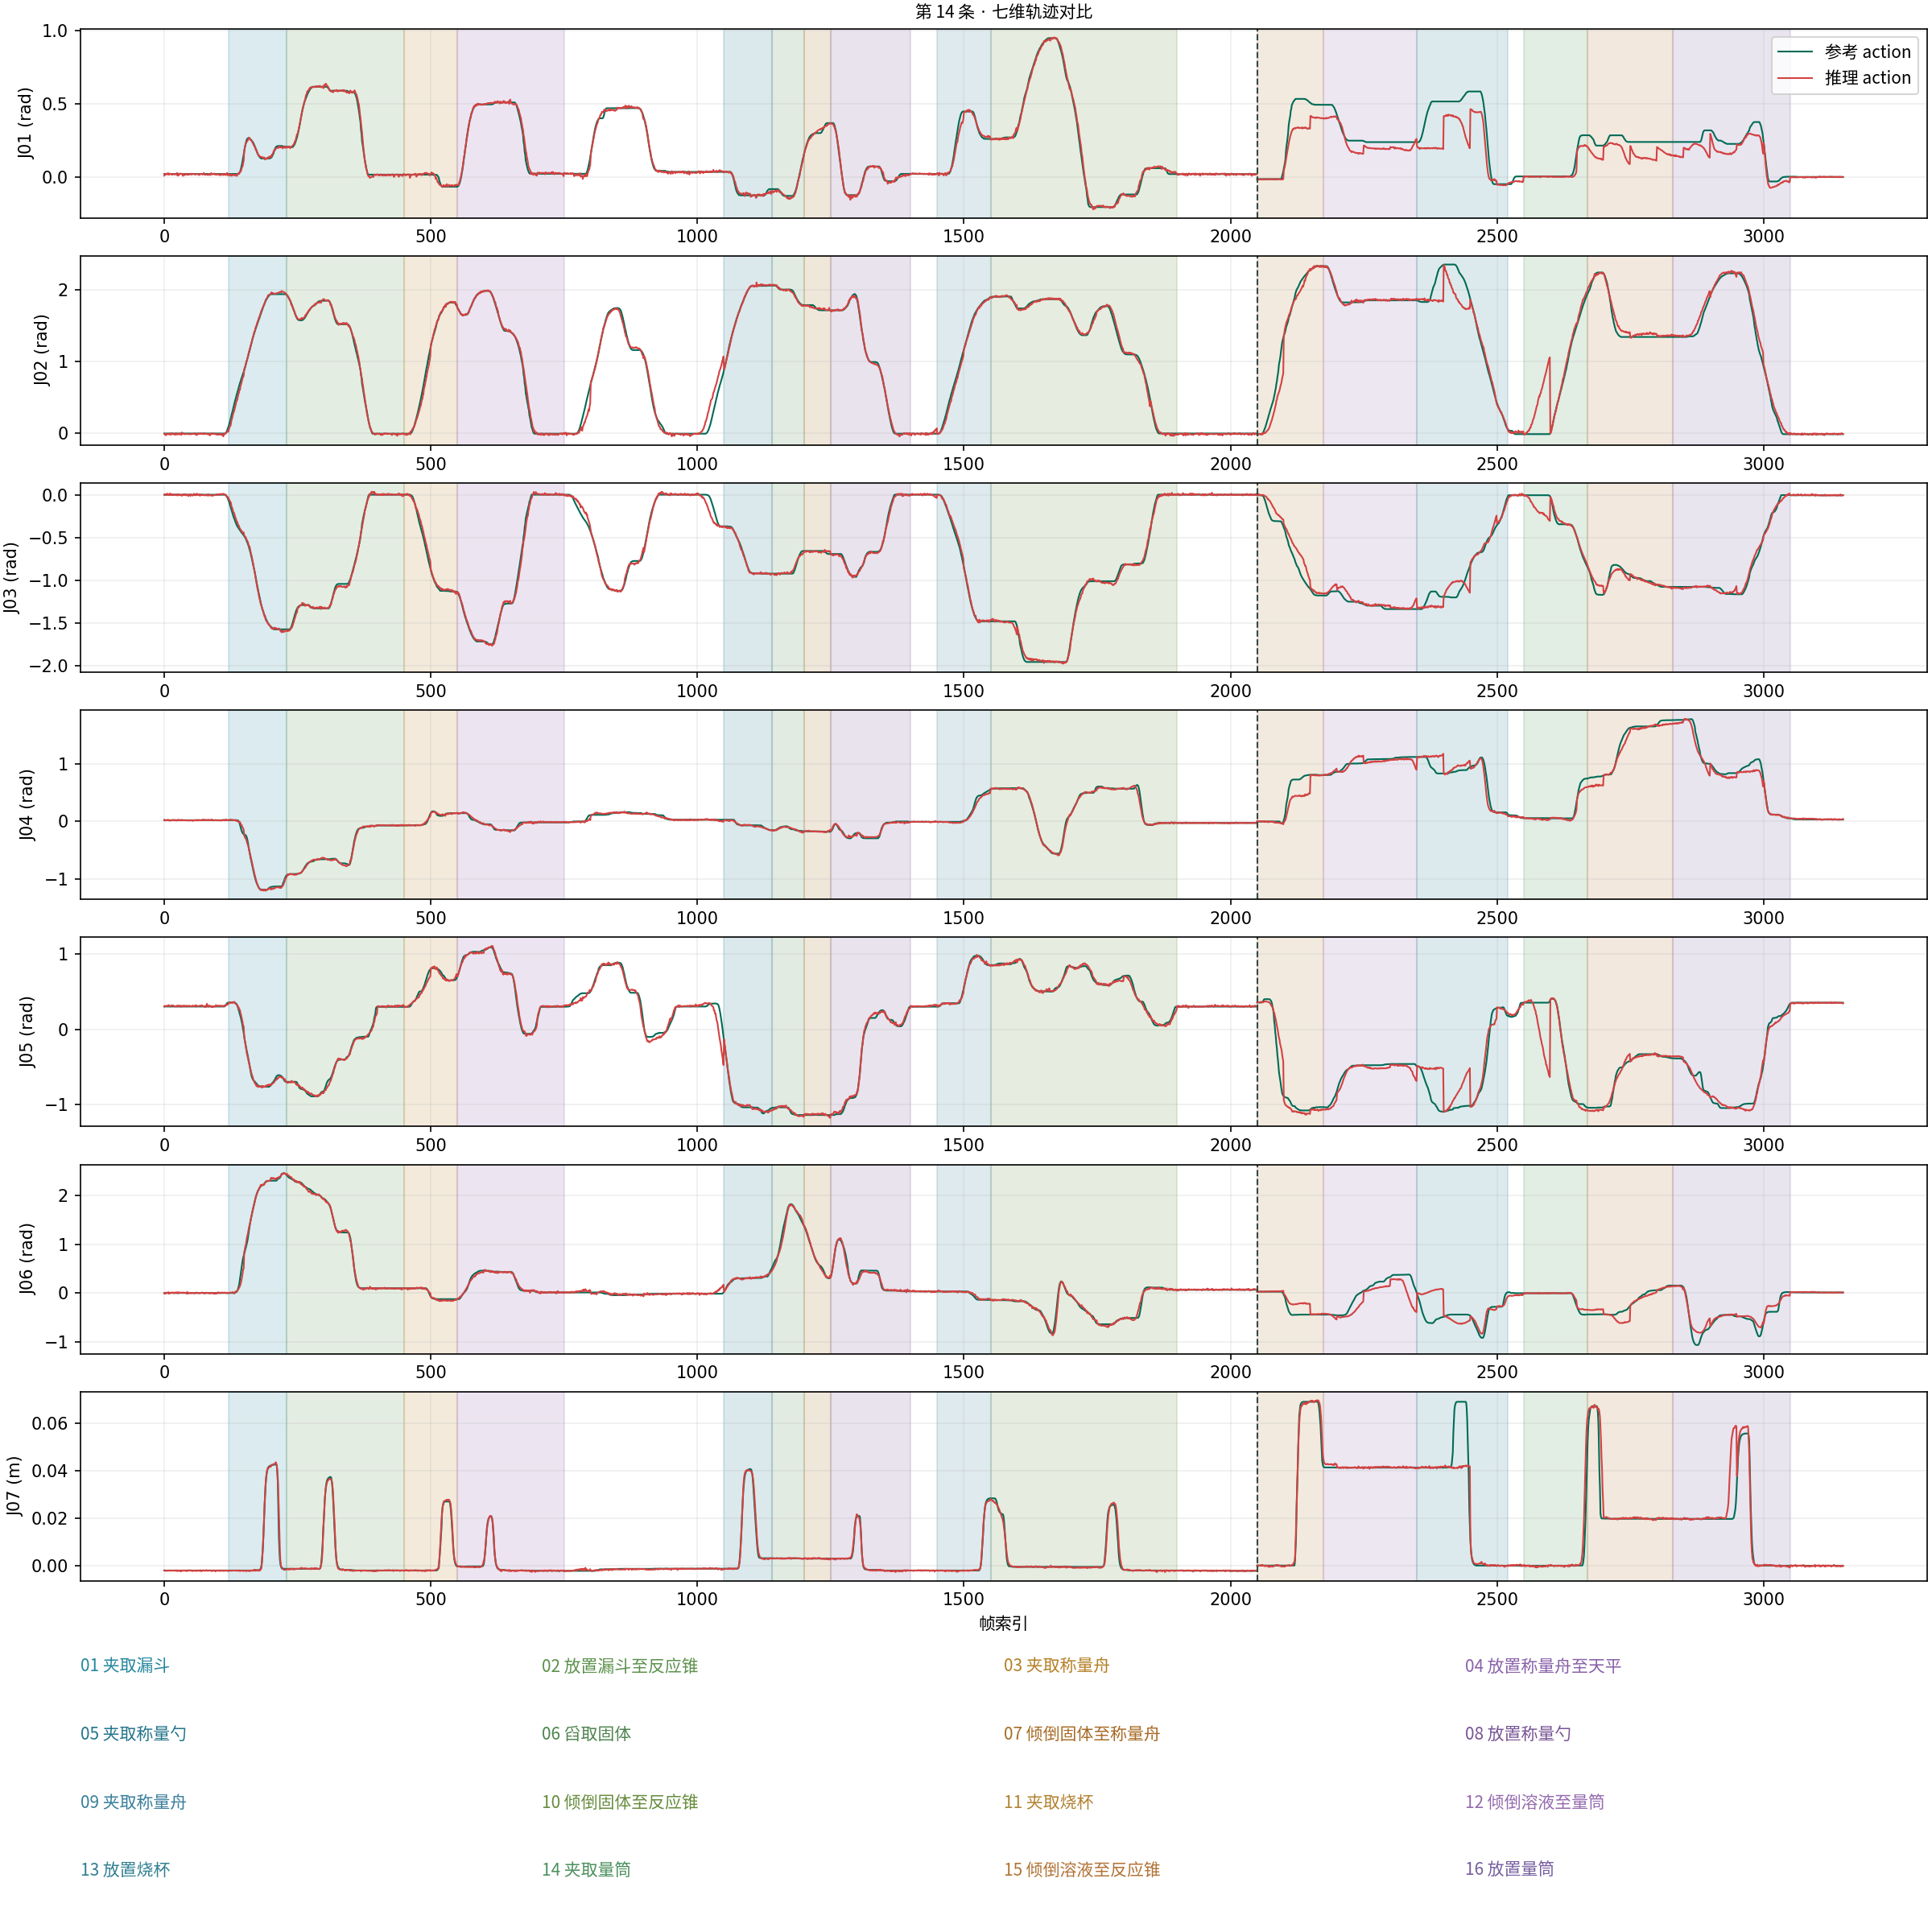 第 14 条 · 七维轨迹对比
参考 action
推理 action
J01 (rad)
1.0
0.5
0.0
0 500 1000 1500 2000 2500 3000
J02 (rad)
2
1
0
0 500 1000 1500 2000 2500 3000
J03 (rad)
0.0
−0.5
−1.0
−1.5
−2.0
0 500 1000 1500 2000 2500 3000
J04 (rad)
1
0
−1
0 500 1000 1500 2000 2500 3000
J05 (rad)
1
0
−1
0 500 1000 1500 2000 2500 3000
J06 (rad)
2
1
0
−1
0 500 1000 1500 2000 2500 3000
J07 (m)
0.06
0.04
0.02
0.00
0 500 1000 1500 2000 2500 3000
帧索引
01 夹取漏斗 02 放置漏斗至反应锥 03 夹取称量舟 04 放置称量舟至天平
05 夹取称量勺 06 舀取固体 07 倾倒固体至称量舟 08 放置称量勺
09 夹取称量舟 10 倾倒固体至反应锥 11 夹取烧杯 12 倾倒溶液至量筒
13 放置烧杯 14 夹取量筒 15 倾倒溶液至反应锥 16 放置量筒